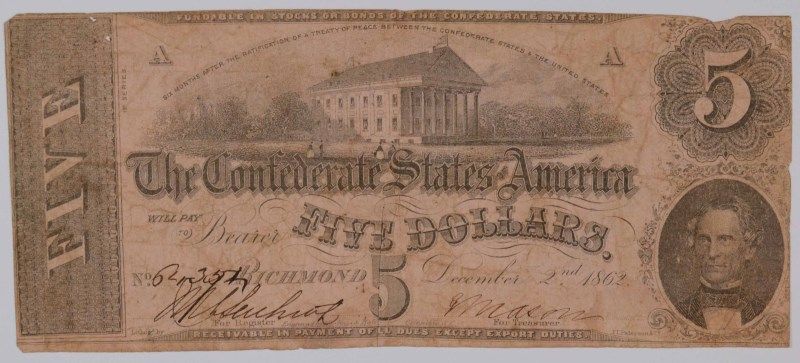 FUNDABLE IN STOCKS OR BONDS OF THE CONFEDERATE STATES.
A
A
SIX MONTHS AFTER THE RATIFICATION OF A TREATY OF PEACE BETWEEN THE CONFEDERATE STATES & THE UNITED STATES
SERIES
5
FIVE
The Confederate States of America
WILL PAY
to Bearer
FIVE DOLLARS.
No.
RICHMOND
5
December 2nd 1862
For Register
For Treasurer
RECEIVABLE IN PAYMENT OF ALL DUES EXCEPT EXPORT DUTIES.